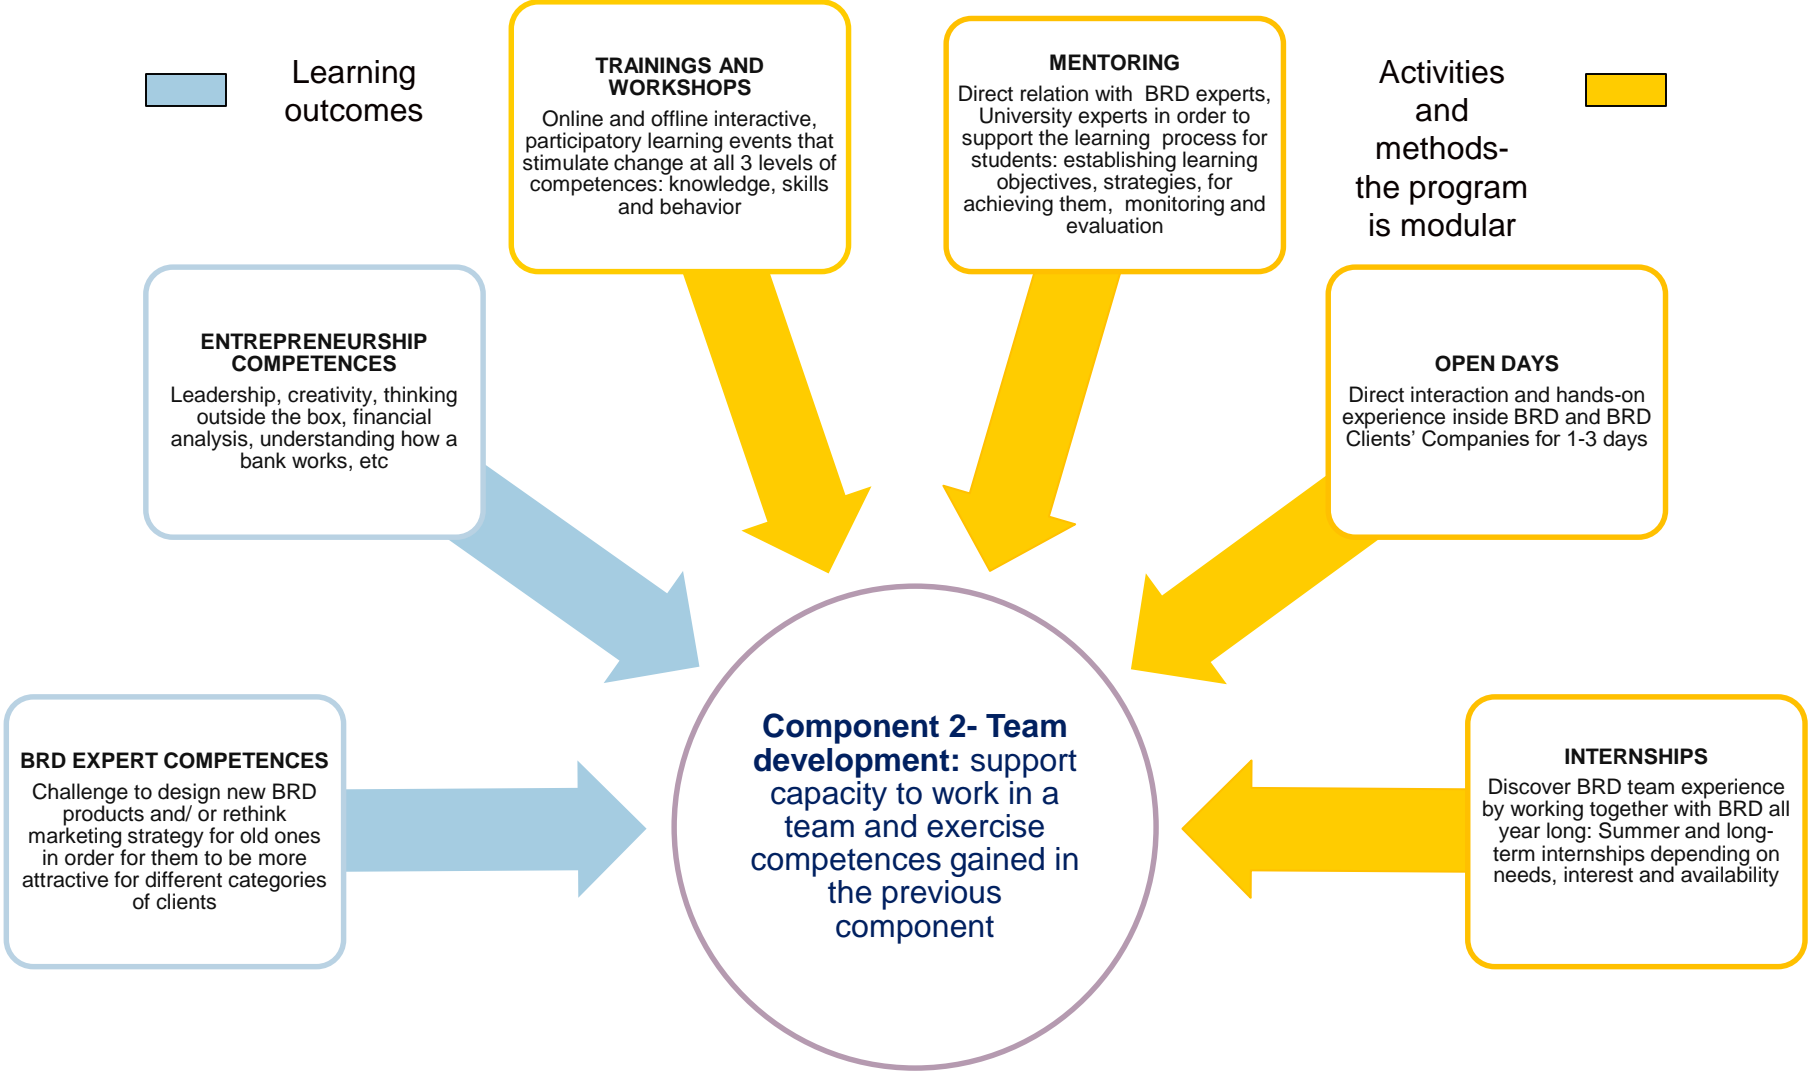 Learning
outcomes
TRAININGS AND
WORKSHOPS
Online and offline interactive,
participatory learning events that
stimulate change at all 3 levels of
competences: knowledge, skills
and behavior
MENTORING
Direct relation with BRD experts,
University experts in order to
support the learning process for
students: establishing learning
objectives, strategies, for
achieving them, monitoring and
evaluation
Activities
and
methods-
the program
is modular
ENTREPRENEURSHIP
COMPETENCES
Leadership, creativity, thinking
outside the box, financial
analysis, understanding how a
bank works, etc
OPEN DAYS
Direct interaction and hands-on
experience inside BRD and BRD
Clients’ Companies for 1-3 days
BRD EXPERT COMPETENCES
Challenge to design new BRD
products and/ or rethink
marketing strategy for old ones
in order for them to be more
attractive for different categories
of clients
Component 2- Team
development: support
capacity to work in a
team and exercise
competences gained in
the previous
component
INTERNSHIPS
Discover BRD team experience
by working together with BRD all
year long: Summer and long-
term internships depending on
needs, interest and availability